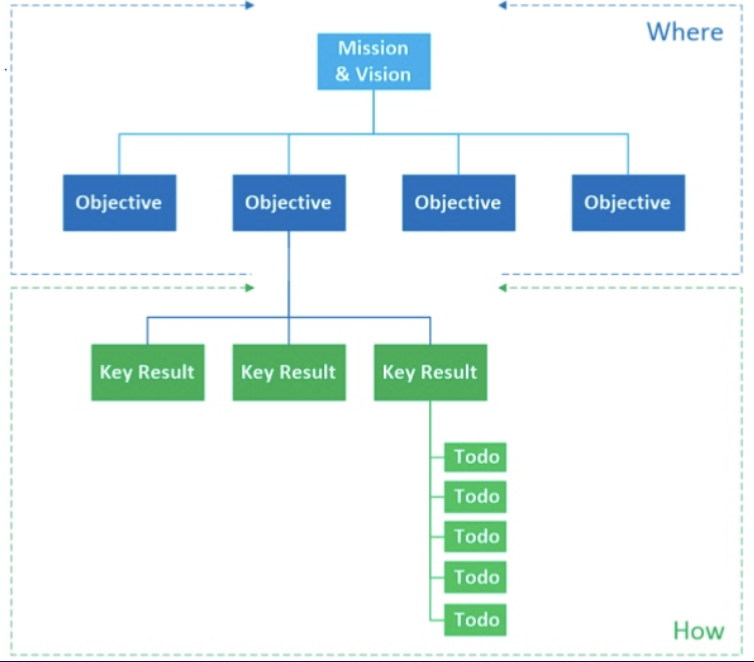 Where
Mission
& Vision
Objective
Objective
Objective
Objective
Key Result
Key Result
Key Result
Todo
Todo
Todo
Todo
Todo
How